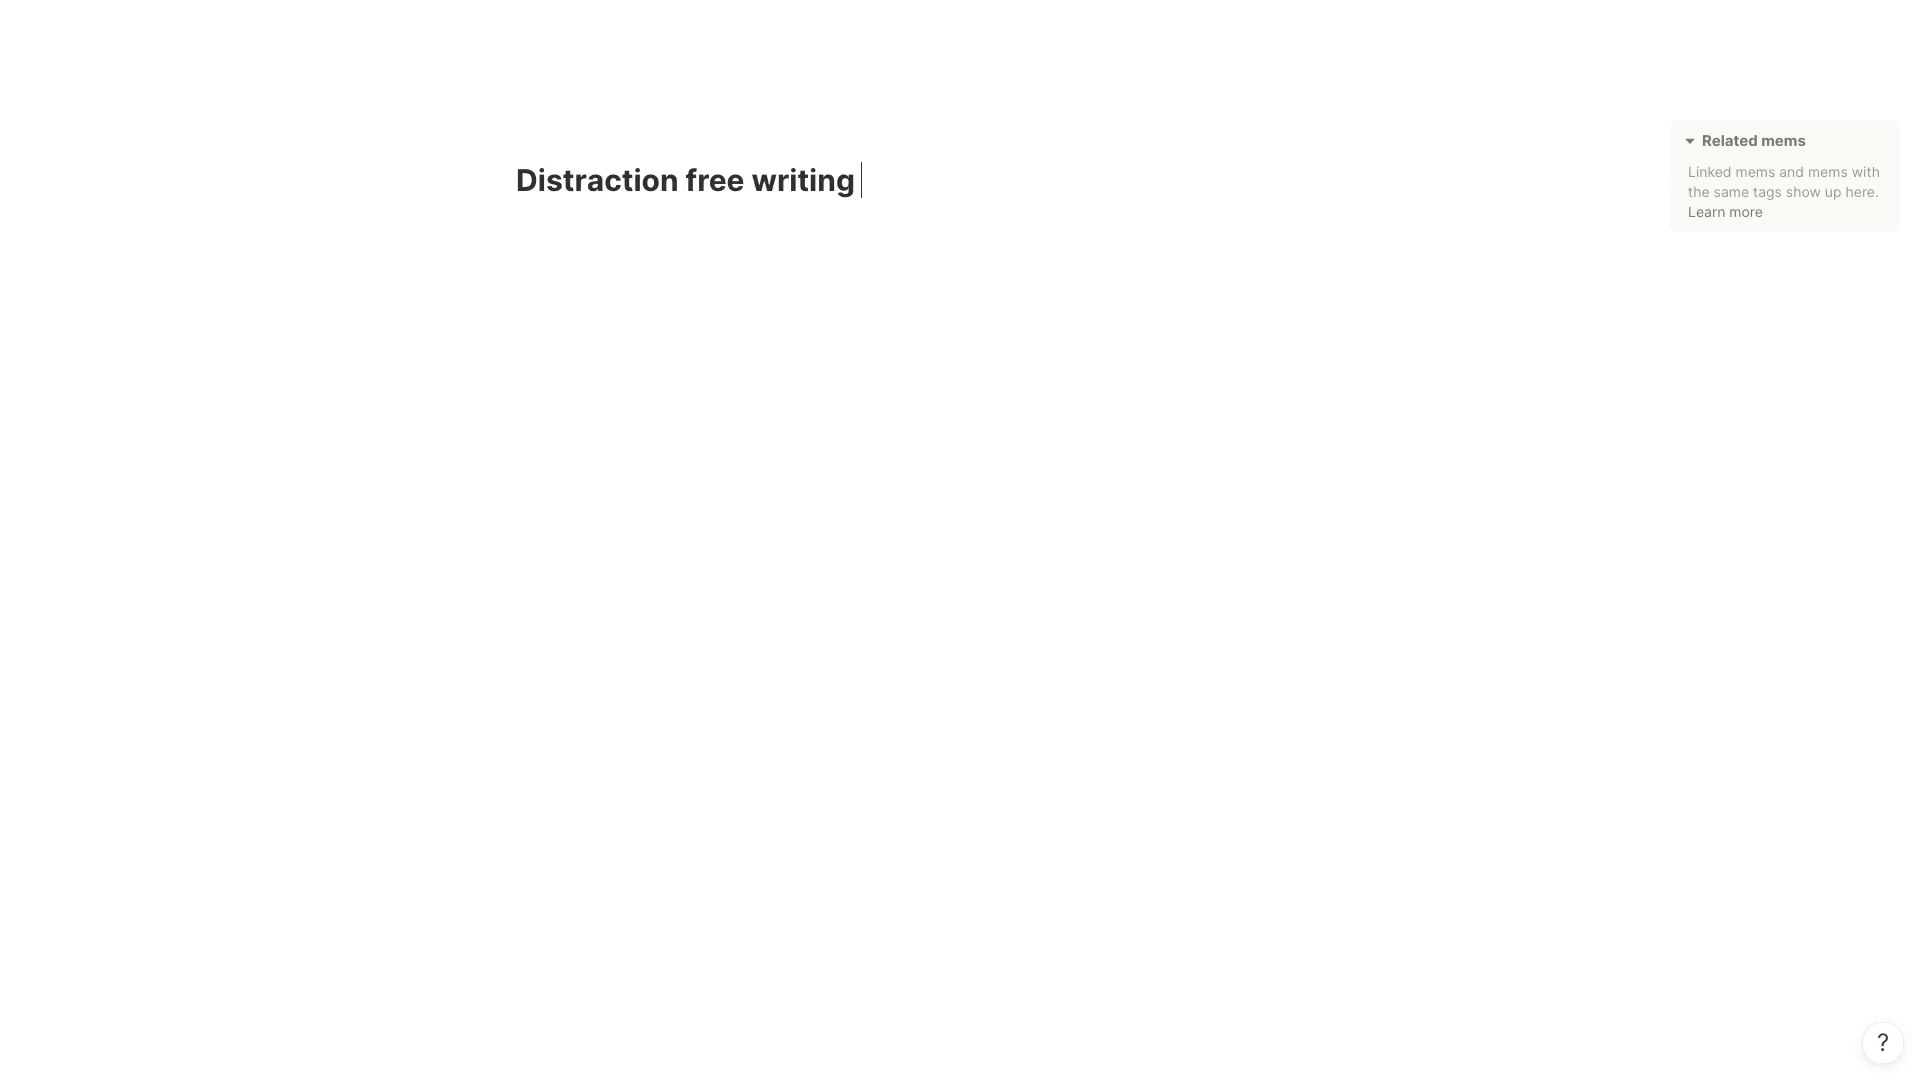 Distraction free writing
Related mems
Linked mems and mems with
the same tags show up here.
Learn more
?